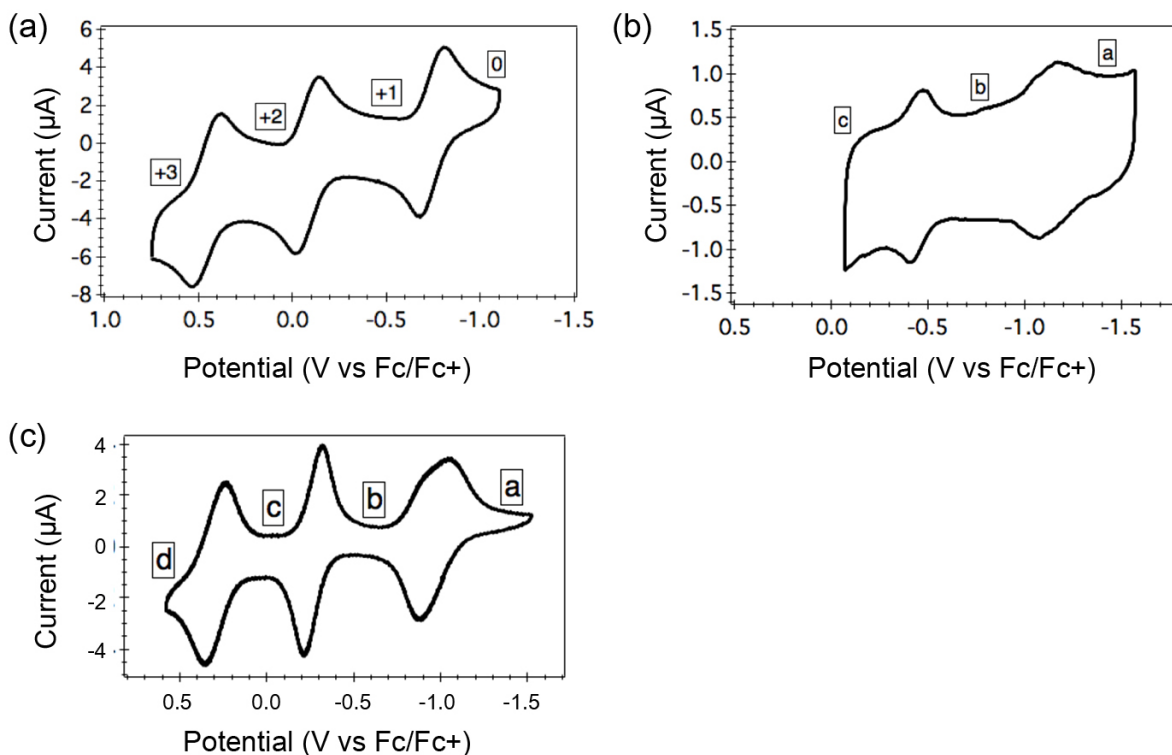 (a)
6
4
2
0
-2
-4
-6
-8
Current (µA)
+3
+2
+1
0
1.0 0.5 0.0 -0.5 -1.0 -1.5
Potential (V vs Fc/Fc+)
(b)
1.5
1.0
0.5
0.0
-0.5
-1.0
-1.5
Current (µA)
c
b
a
0.5 0.0 -0.5 -1.0 -1.5
Potential (V vs Fc/Fc+)
(c)
4
2
0
-2
-4
Current (µA)
d
c
b
a
0.5 0.0 -0.5 -1.0 -1.5
Potential (V vs Fc/Fc+)